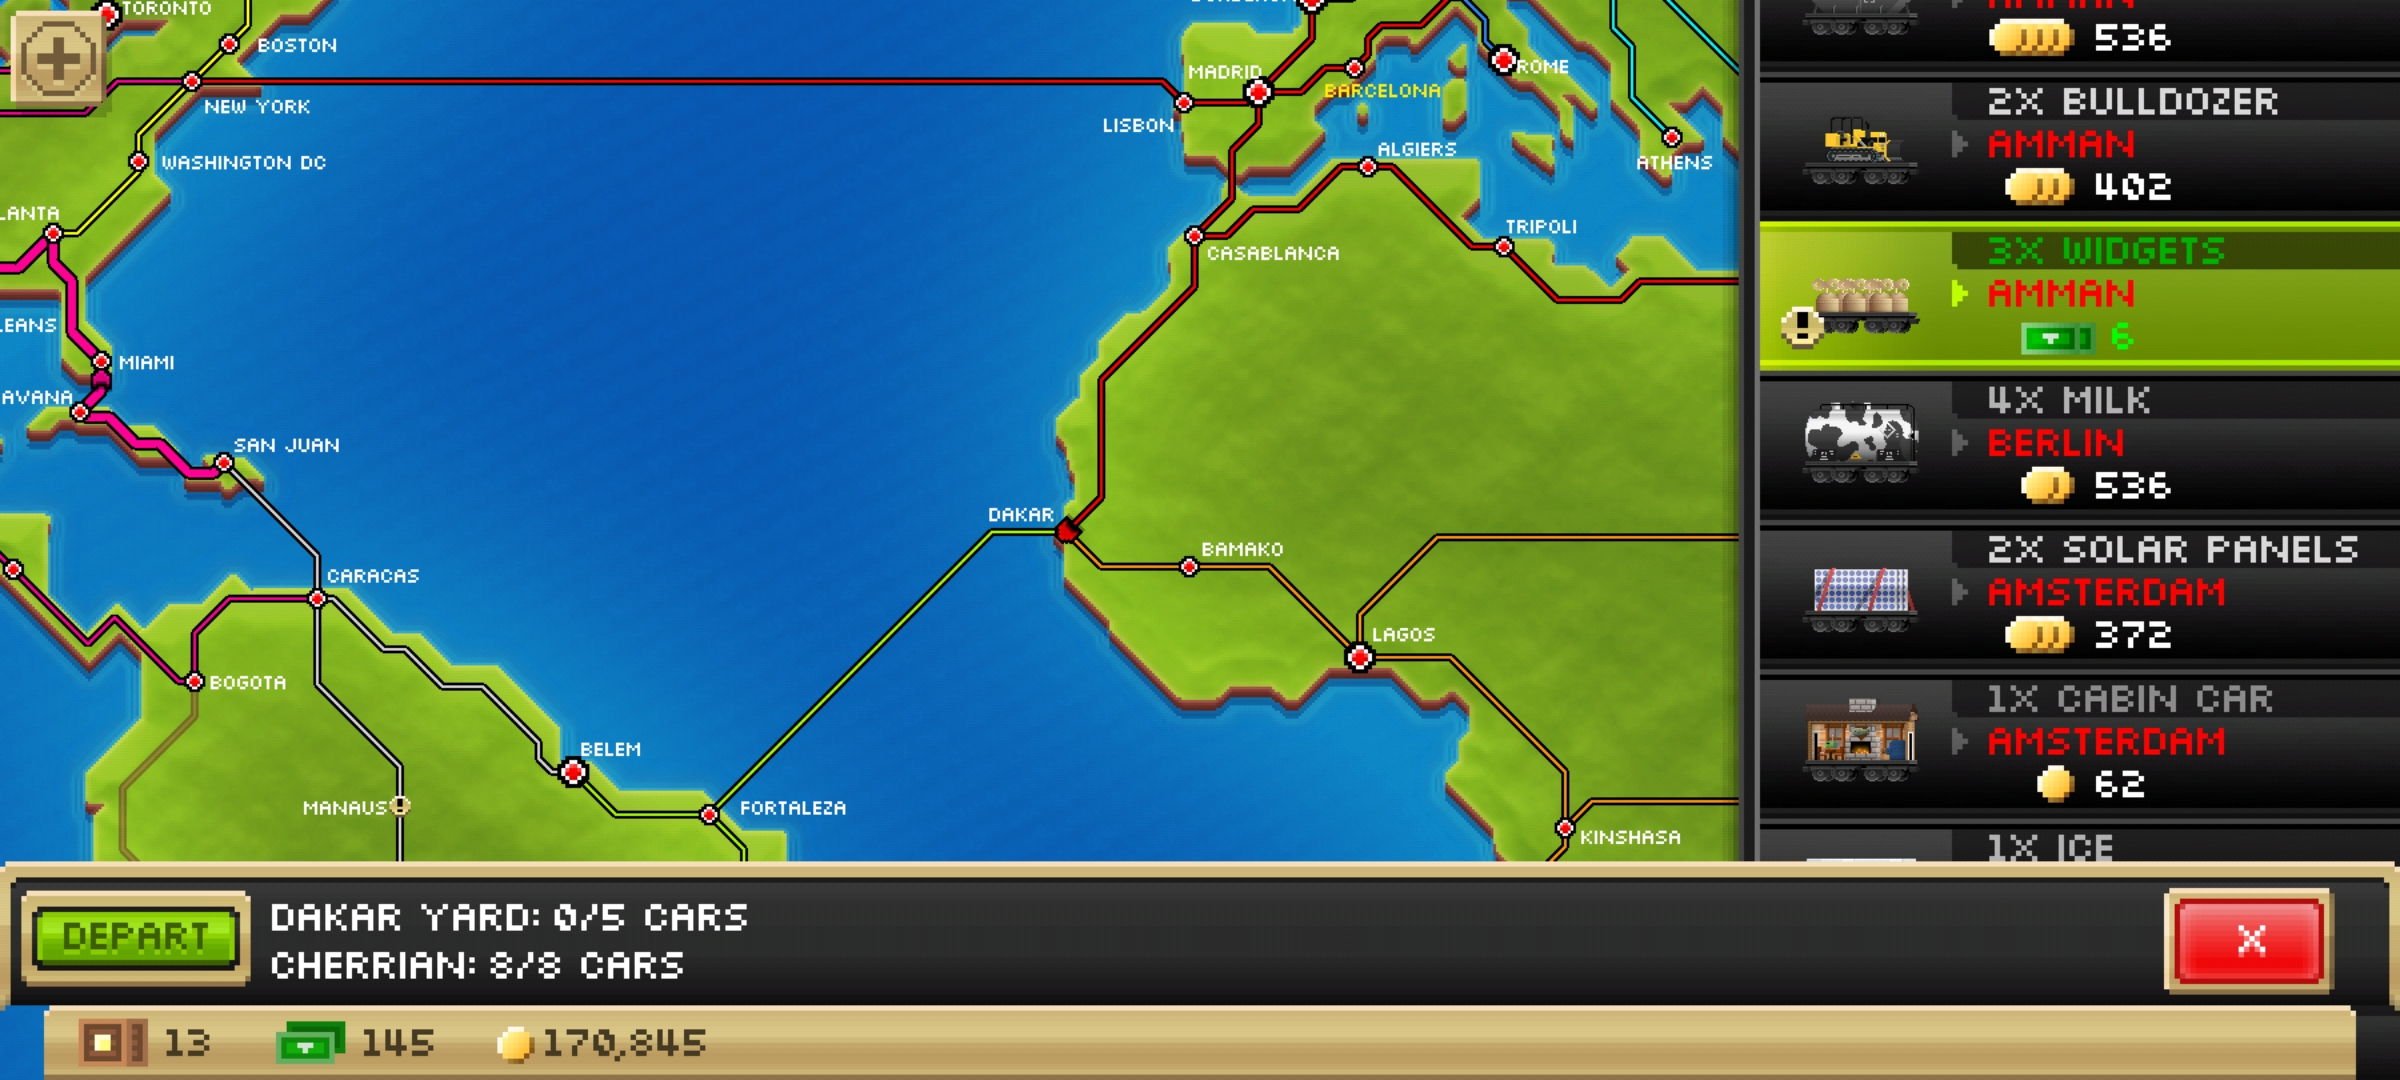 TORONTO
BOSTON
NEW YORK
WASHINGTON DC
LANTA
LEANS
MIAMI
AVANA
SAN JUAN
CARACAS
BOGOTA
MANAUS
BELEM
FORTALEZA
DAKAR
BAMAKO
LAGOS
KINSHASA
MADRID
LISBON
BARCELONA
ROME
ATHENS
ALGIERS
TRIPOLI
CASABLANCA
AMMAN
536
2X BULLDOZER
AMMAN
402
3X WIDGETS
AMMAN
6
4X MILK
BERLIN
536
2X SOLAR PANELS
AMSTERDAM
372
1X CABIN CAR
AMSTERDAM
62
1X ICE
DEPART
DAKAR YARD: 0/5 CARS
CHERRIAN: 8/8 CARS
X
13
145
170,845